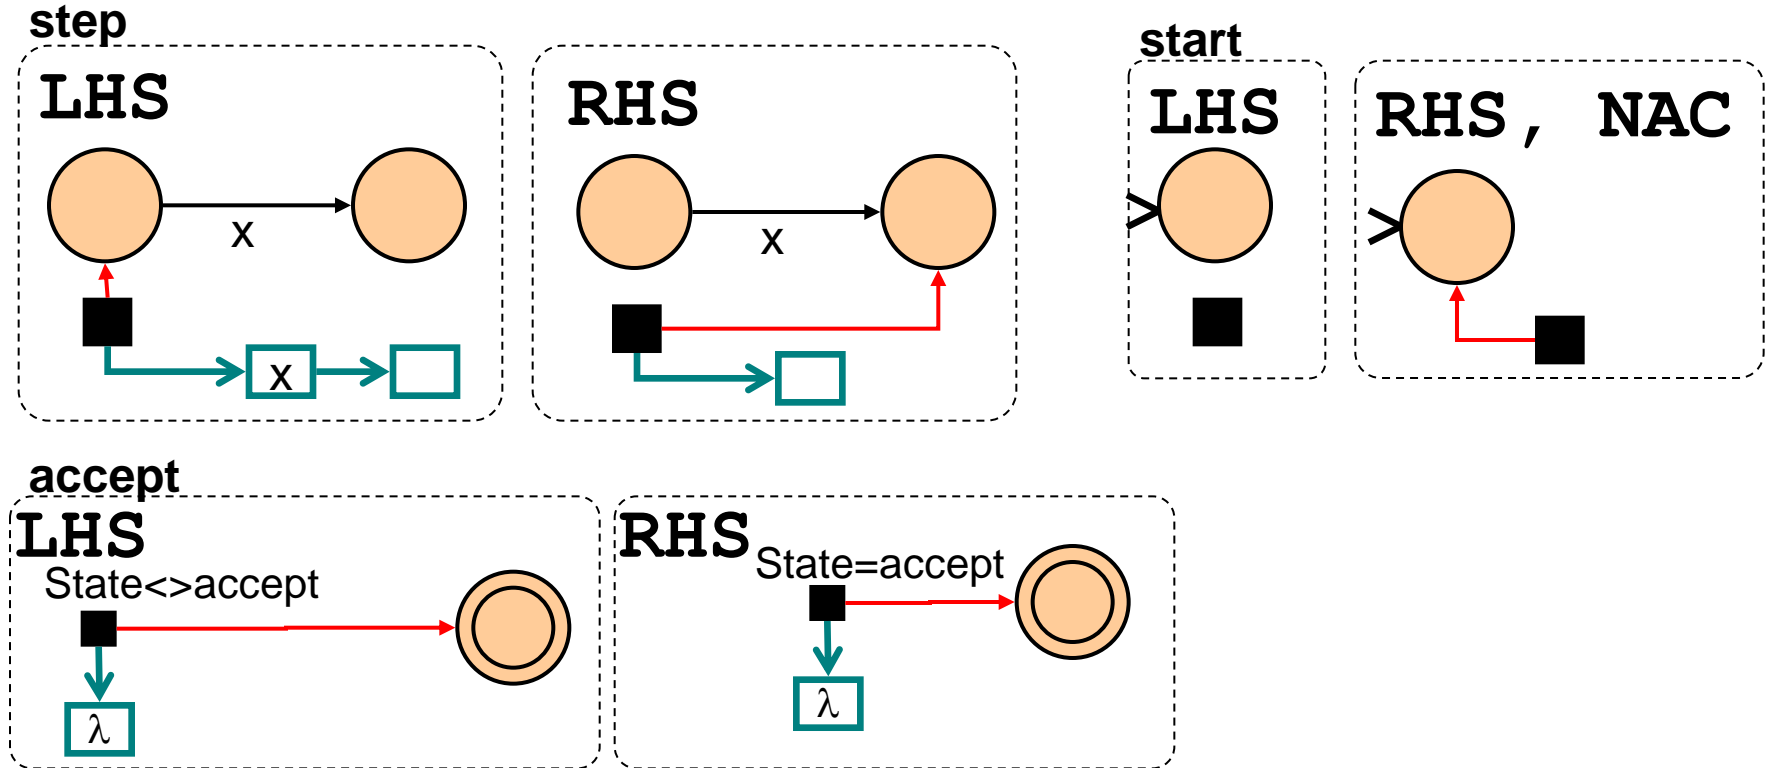 step
LHS
x
x
RHS
x
start
LHS
>
RHS, NAC
>
accept
LHS
State<>accept
λ
RHS
State=accept
λ